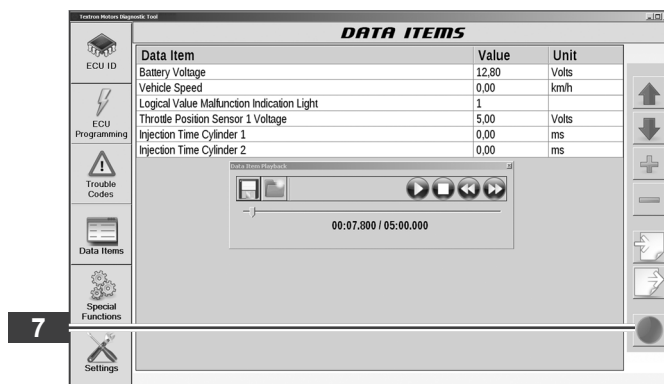 Textron Motors Diagnostic Tool
DATA ITEMS
ECU ID
ECU
Programming
Trouble
Codes
Data Items
Special
Functions
Settings
Data Item Value Unit
Battery Voltage 12,80 Volts
Vehicle Speed 0,00 km/h
Logical Value Malfunction Indication Light 1
Throttle Position Sensor 1 Voltage 5,00 Volts
Injection Time Cylinder 1 0,00 ms
Injection Time Cylinder 2 0,00 ms
Data Item Playback
00:07.800 / 05:00.000
7